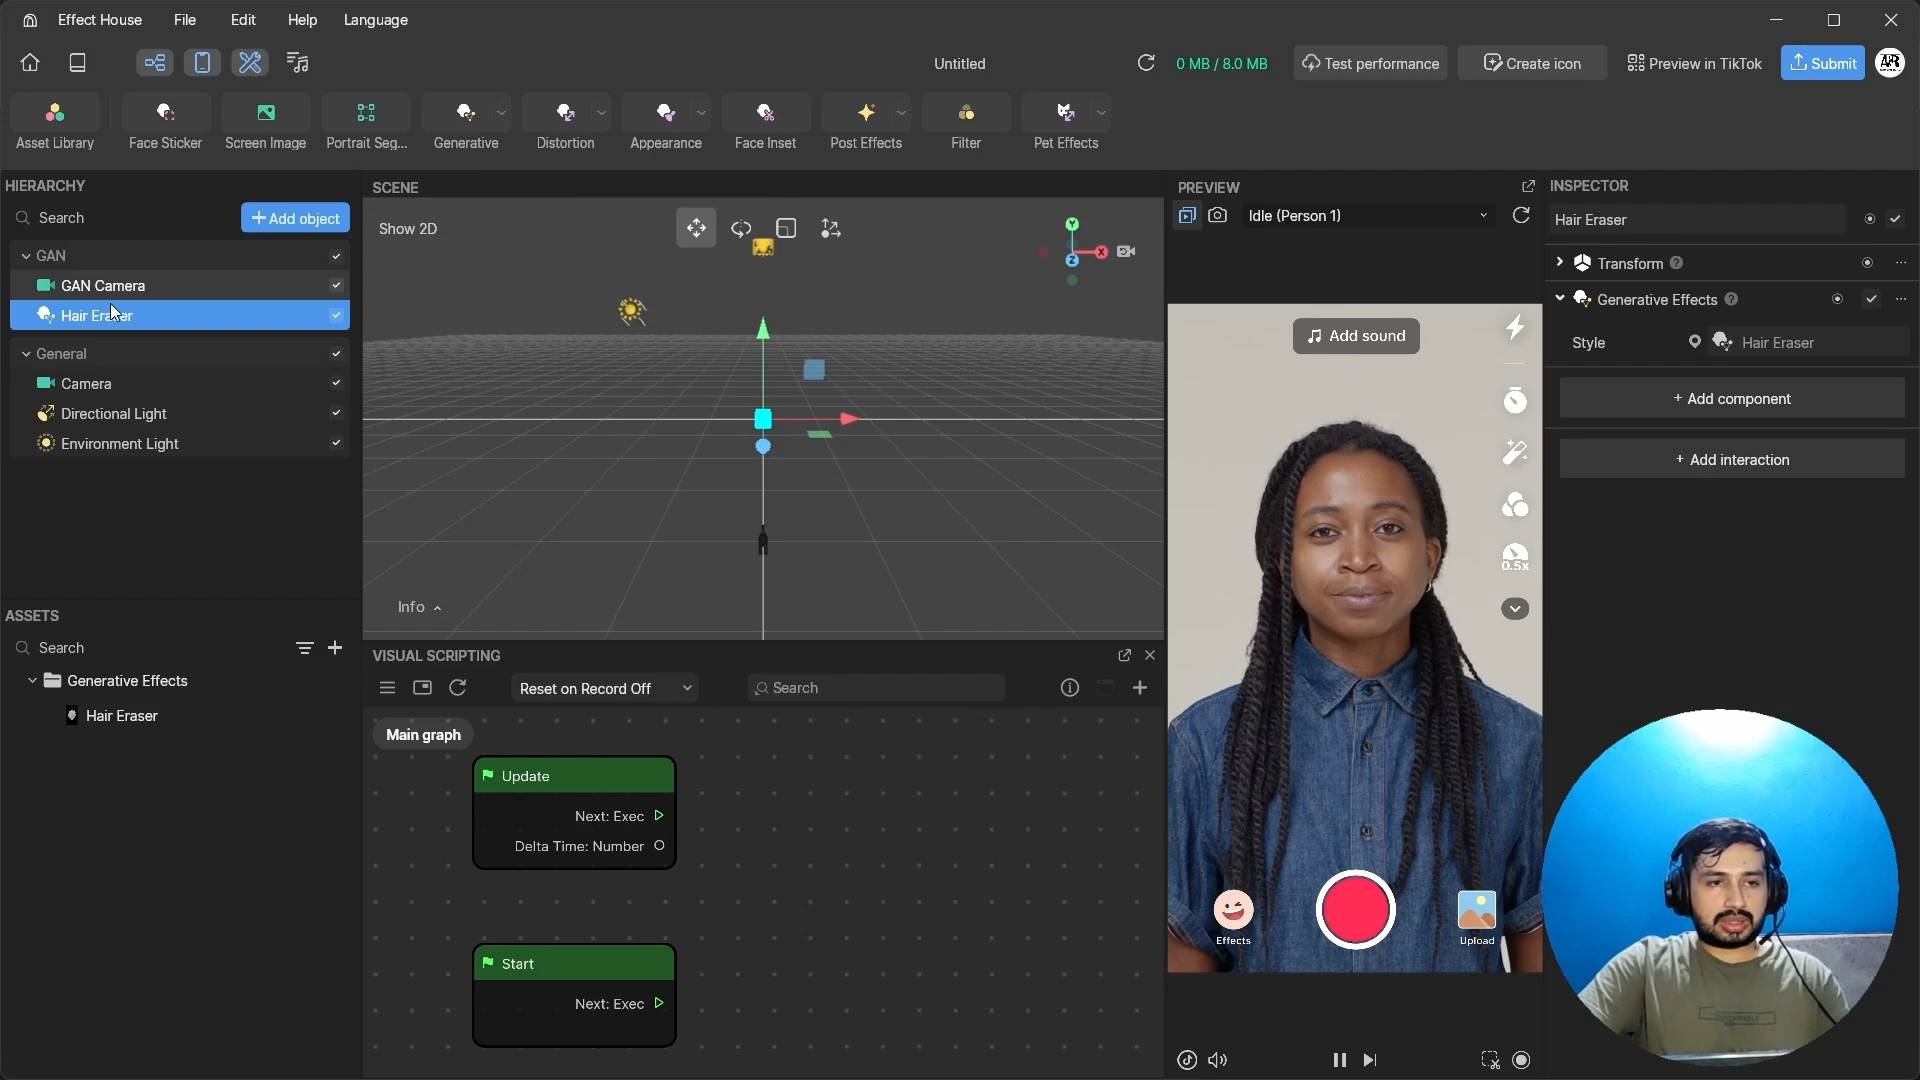 Effect House File Edit Help Language
Untitled 0 MB / 8.0 MB Test performance Create icon Preview in TikTok Submit APR
Asset Library Face Sticker Screen Image Portrait Seg... Generative Distortion Appearance Face Inset Post Effects Filter Pet Effects
HIERARCHY
Search + Add object
GAN
GAN Camera
Hair Eraser
General
Camera
Directional Light
Environment Light
ASSETS
Search
Generative Effects
Hair Eraser
SCENE
Show 2D
Y
X
Z
Info
VISUAL SCRIPTING
Reset on Record Off Search
Main graph
Update
Next: Exec
Delta Time: Number
Start
Next: Exec
PREVIEW
Idle (Person 1)
Add sound
0.5x
Effects Upload
INSPECTOR
Hair Eraser
Transform ?
Generative Effects ?
Style Hair Eraser
+ Add component
+ Add interaction